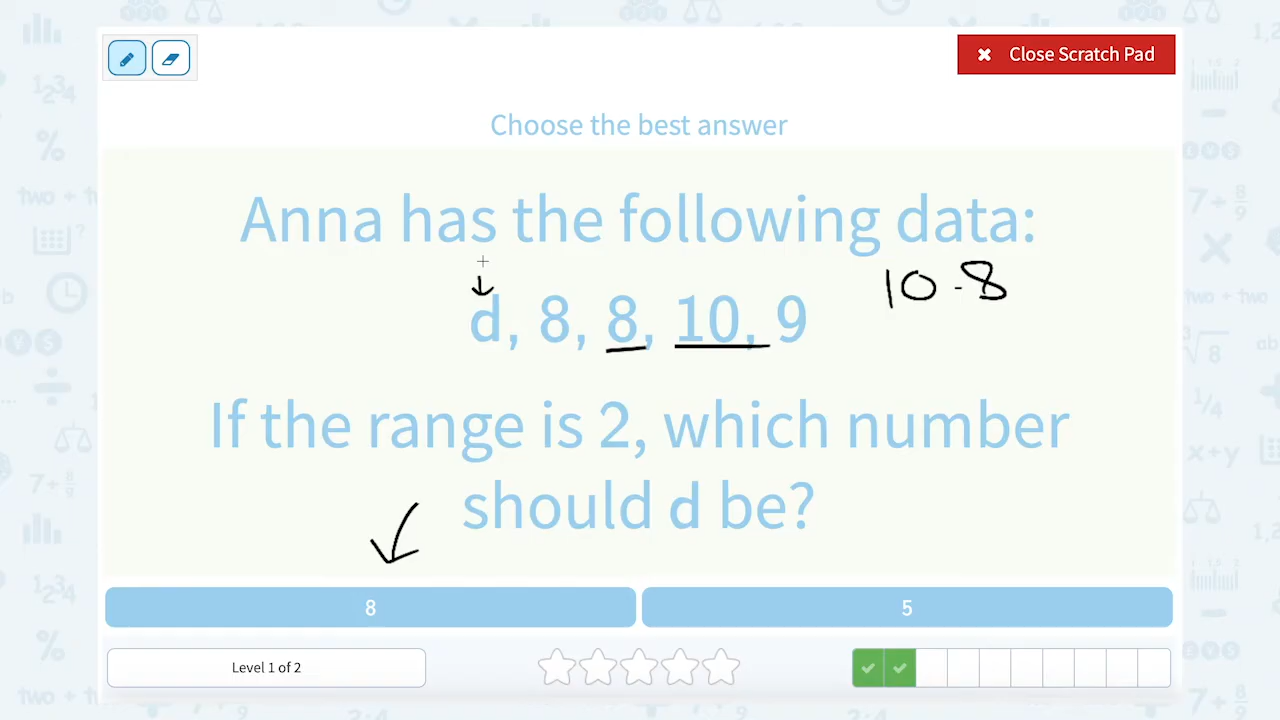 Close Scratch Pad
Choose the best answer
Anna has the following data:
10-8
d, 8, 8, 10, 9
If the range is 2, which number
should d be?
8
5
Level 1 of 2